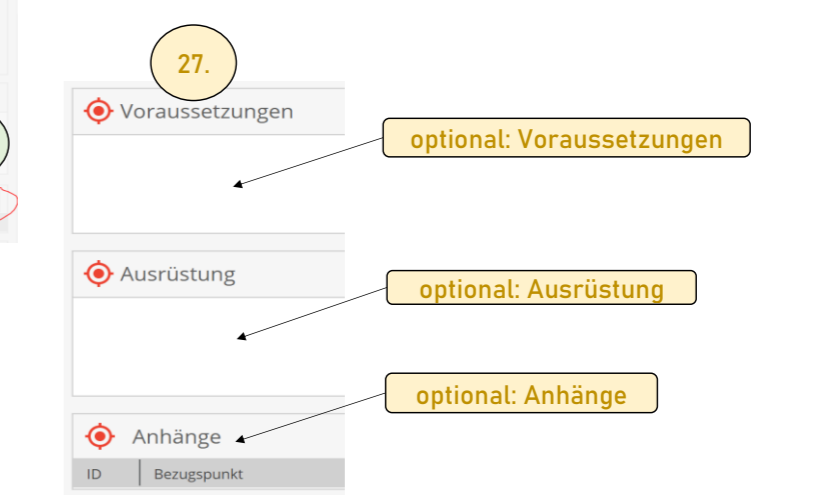 27.
Voraussetzungen
optional: Voraussetzungen
Ausrüstung
optional: Ausrüstung
optional: Anhänge
Anhänge
ID Bezugspunkt